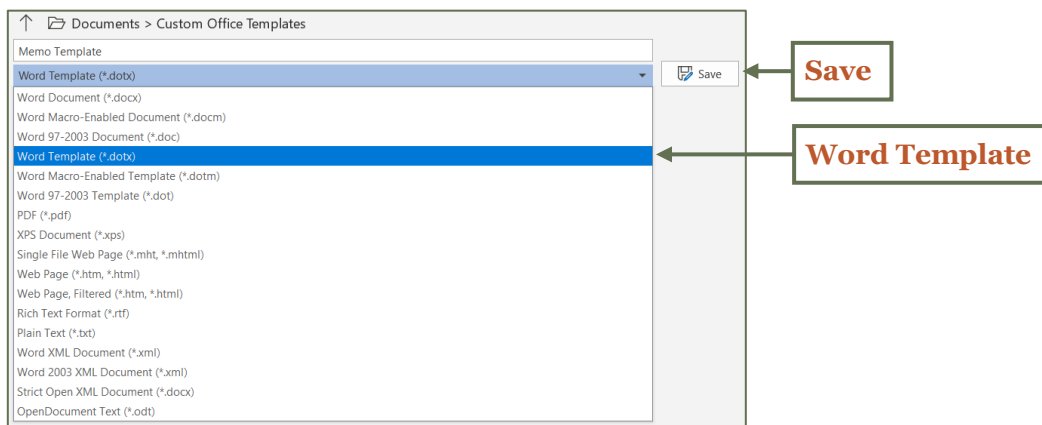 Documents > Custom Office Templates
Memo Template
Word Template (*.dotx)
Save
Save
Word Document (*.docx)
Word Macro-Enabled Document (*.docm)
Word 97-2003 Document (*.doc)
Word Template (*.dotx)
Word Template
Word Macro-Enabled Template (*.dotm)
Word 97-2003 Template (*.dot)
PDF (*.pdf)
XPS Document (*.xps)
Single File Web Page (*.mht, *.mhtml)
Web Page (*.htm, *.html)
Web Page, Filtered (*.htm, *.html)
Rich Text Format (*.rtf)
Plain Text (*.txt)
Word XML Document (*.xml)
Word 2003 XML Document (*.xml)
Strict Open XML Document (*.docx)
OpenDocument Text (*.odt)